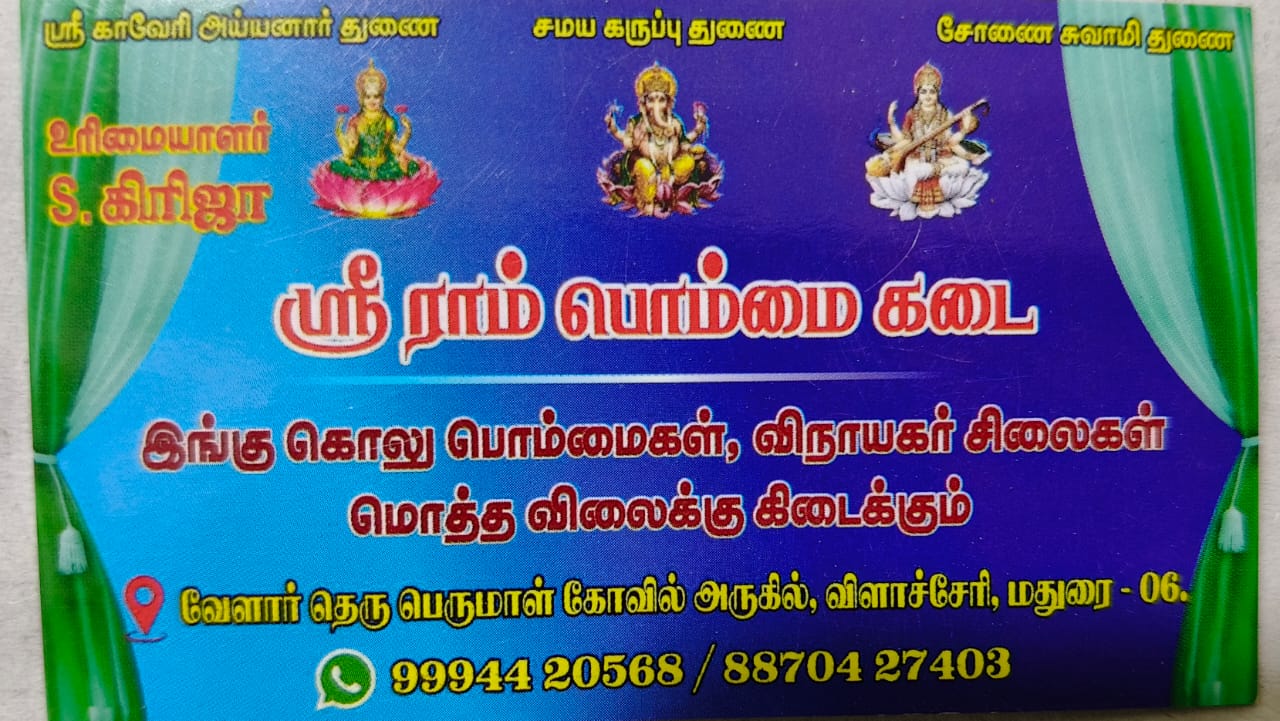 ஸ்ரீ காவேரி அய்யனார் துணை
சமய கருப்பு துணை
சோணை சுவாமி துணை
உரிமையாளர்
S. கிரிஜா
ஸ்ரீ ராம் பொம்மை கடை
இங்கு கொலு பொம்மைகள், விநாயகர் சிலைகள்
மொத்த விலைக்கு கிடைக்கும்
வேளார் தெரு பெருமாள் கோவில் அருகில், விளாச்சேரி, மதுரை - 06.
99944 20568 / 88704 27403